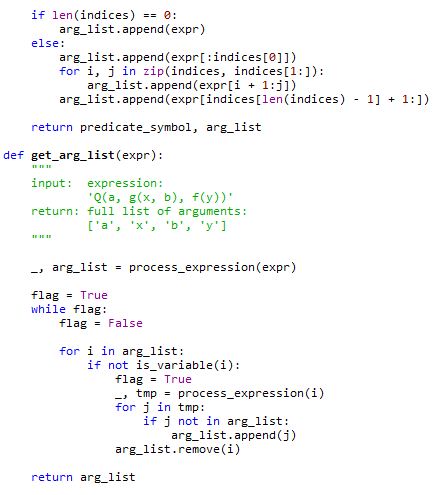 if len(indices) == 0:
        arg_list.append(expr)
    else:
        arg_list.append(expr[:indices[0]])
        for i, j in zip(indices, indices[1:]):
            arg_list.append(expr[i + 1:j])
        arg_list.append(expr[indices[len(indices) - 1] + 1:])

    return predicate_symbol, arg_list

def get_arg_list(expr):
    """
    input:  expression:
            'Q(a, g(x, b), f(y))'
    return: full list of arguments:
            ['a', 'x', 'b', 'y']
    """

    _, arg_list = process_expression(expr)

    flag = True
    while flag:
        flag = False

        for i in arg_list:
            if not is_variable(i):
                flag = True
                _, tmp = process_expression(i)
                for j in tmp:
                    if j not in arg_list:
                        arg_list.append(j)
                arg_list.remove(i)

    return arg_list